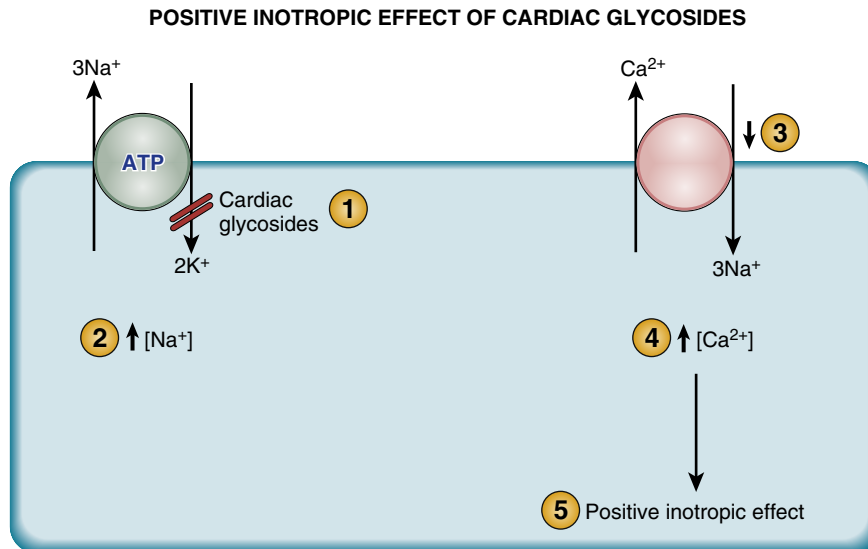 POSITIVE INOTROPIC EFFECT OF CARDIAC GLYCOSIDES
3Na⁺
Ca²⁺
ATP
3
Cardiac
glycosides
1
2K⁺
3Na⁺
2 ↑ [Na⁺]
4 ↑ [Ca²⁺]
5 Positive inotropic effect